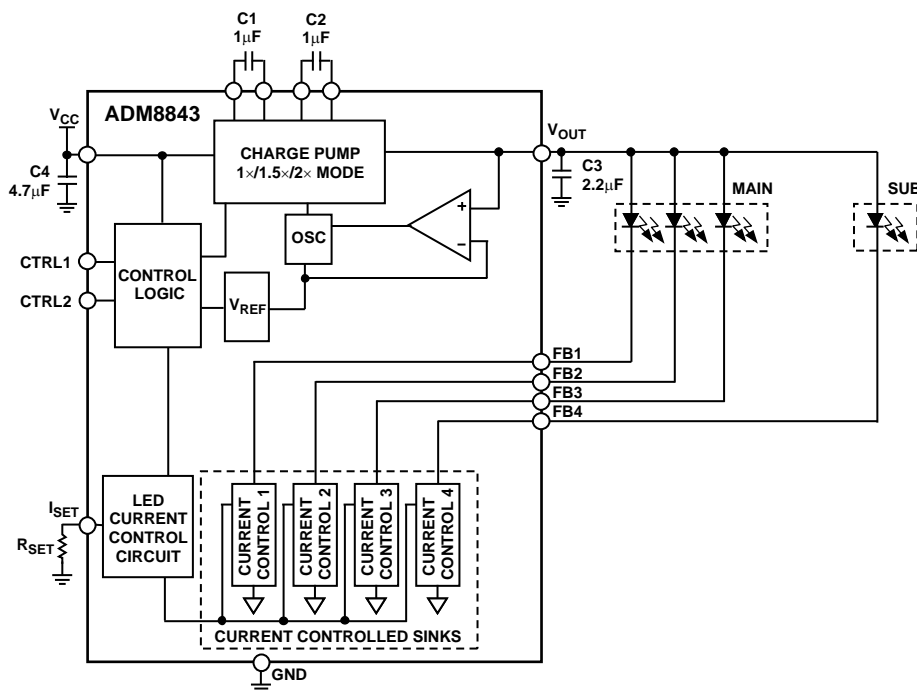 C1
1μF
C2
1μF
ADM8843
VCC
C4
4.7μF
CHARGE PUMP
1×/1.5×/2× MODE
VOUT
C3
2.2μF
MAIN
SUB
OSC
+
–
CTRL1
CTRL2
CONTROL
LOGIC
VREF
FB1
FB2
FB3
FB4
ISET
RSET
LED
CURRENT
CONTROL
CIRCUIT
CURRENT
CONTROL 1
CURRENT
CONTROL 2
CURRENT
CONTROL 3
CURRENT
CONTROL 4
CURRENT CONTROLLED SINKS
GND